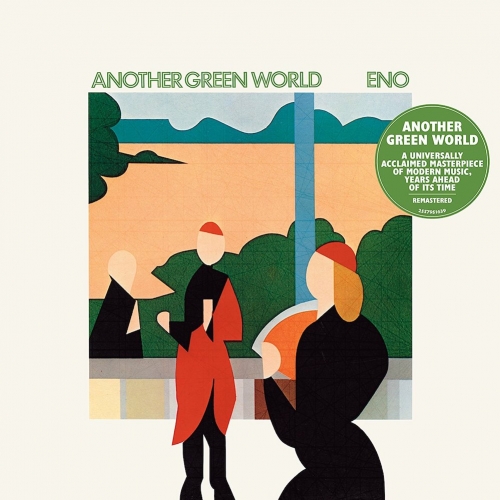 ANOTHER GREEN WORLD ENO
ANOTHER
GREEN WORLD
A UNIVERSALLY
ACCLAIMED MASTERPIECE
OF MODERN MUSIC,
YEARS AHEAD
OF ITS TIME
REMASTERED